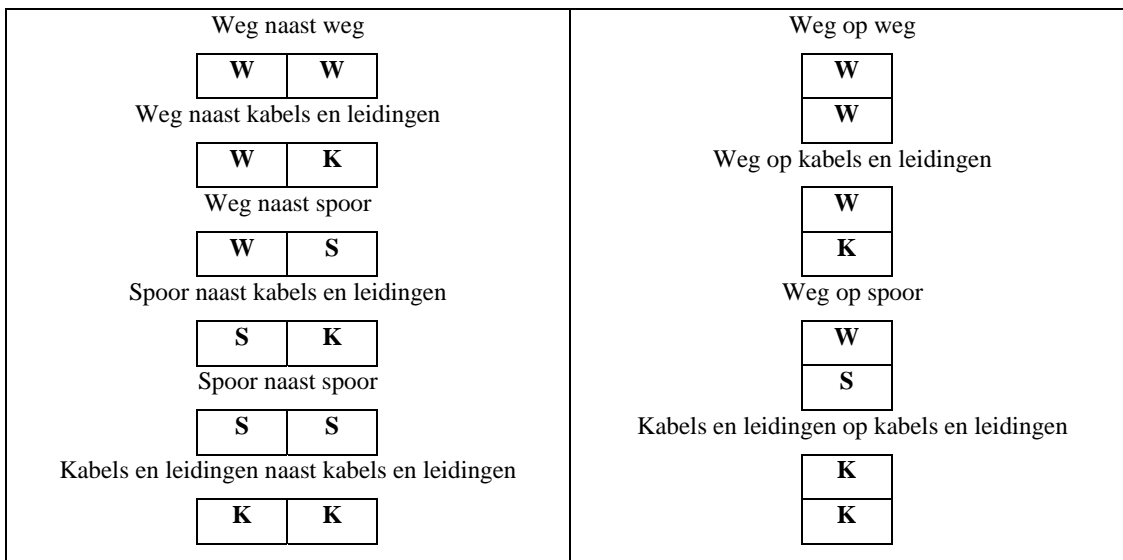 Weg naast weg
W W
Weg naast kabels en leidingen
W K
Weg naast spoor
W S
Spoor naast kabels en leidingen
S K
Spoor naast spoor
S S
Kabels en leidingen naast kabels en leidingen
K K
Weg op weg
W
W
Weg op kabels en leidingen
W
K
Weg op spoor
W
S
Kabels en leidingen op kabels en leidingen
K
K